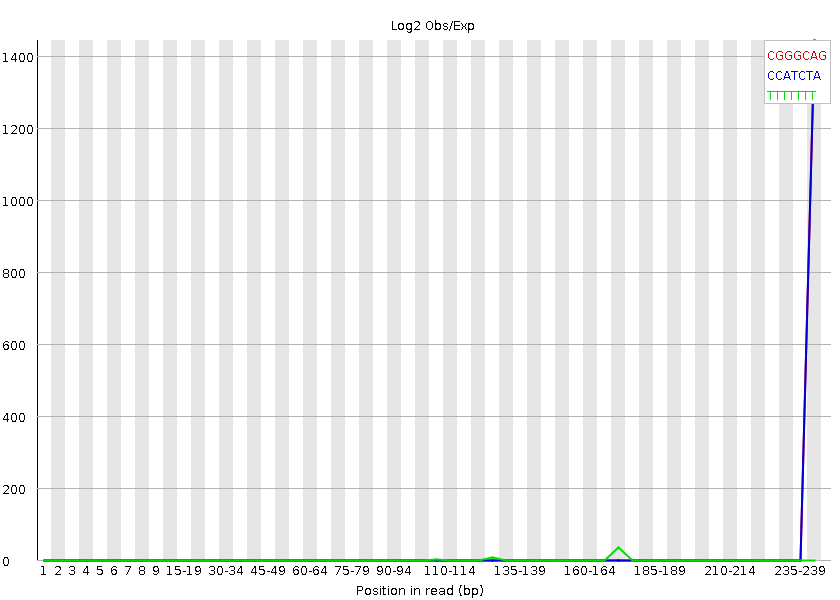 Log2 Obs/Exp
1400
1200
1000
800
600
400
200
0
CGGGCAG
CCATCTA
TTTTTTT
1 2 3 4 5 6 7 8 9 15-19 30-34 45-49 60-64 75-79 90-94 110-114 135-139 160-164 185-189 210-214 235-239
Position in read (bp)